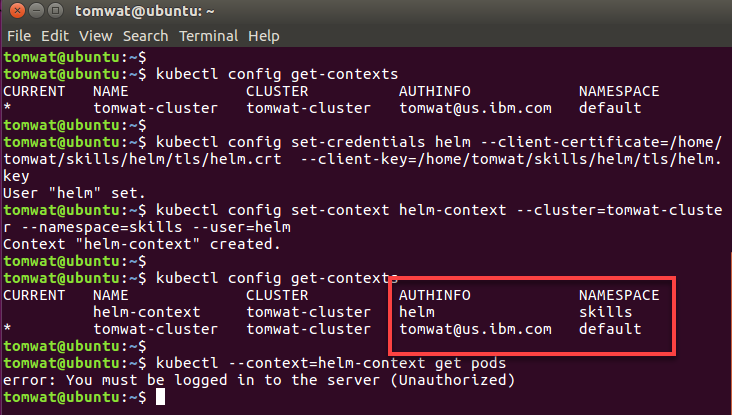 tomwat@ubuntu: ~
File Edit View Search Terminal Help
tomwat@ubuntu:~$
tomwat@ubuntu:~$ kubectl config get-contexts
CURRENT   NAME             CLUSTER          AUTHINFO            NAMESPACE
*         tomwat-cluster   tomwat-cluster   tomwat@us.ibm.com   default
tomwat@ubuntu:~$
tomwat@ubuntu:~$ kubectl config set-credentials helm --client-certificate=/home/
tomwat/skills/helm/tls/helm.crt  --client-key=/home/tomwat/skills/helm/tls/helm.
key
User "helm" set.
tomwat@ubuntu:~$ kubectl config set-context helm-context --cluster=tomwat-cluste
r --namespace=skills --user=helm
Context "helm-context" created.
tomwat@ubuntu:~$
tomwat@ubuntu:~$ kubectl config get-contexts
CURRENT   NAME             CLUSTER          AUTHINFO            NAMESPACE
          helm-context     tomwat-cluster   helm                skills
*         tomwat-cluster   tomwat-cluster   tomwat@us.ibm.com   default
tomwat@ubuntu:~$
tomwat@ubuntu:~$ kubectl --context=helm-context get pods
error: You must be logged in to the server (Unauthorized)
tomwat@ubuntu:~$